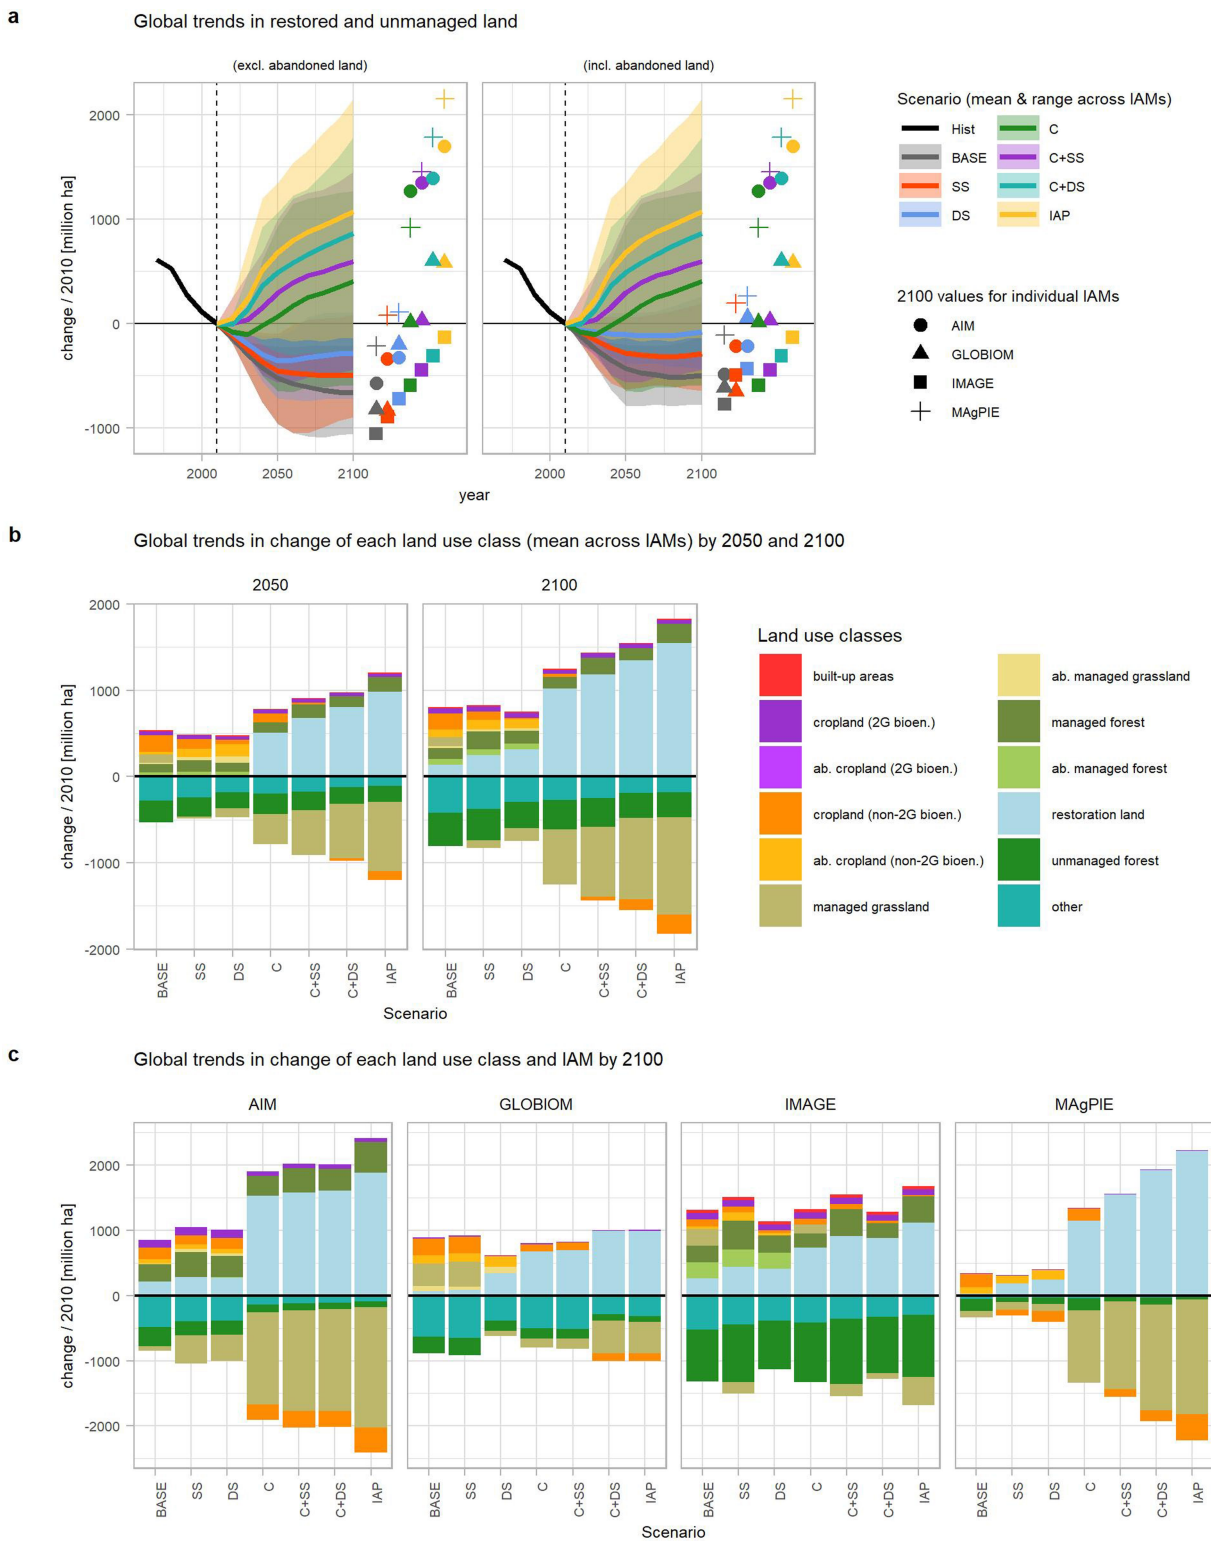 a
Global trends in restored and unmanaged land
(excl. abandoned land)
(incl. abandoned land)
change / 2010 [million ha]
2000
1000
0
-1000
2000
2050
2100
2000
2050
2100
year
Scenario (mean & range across IAMs)
Hist
C
BASE
C+SS
SS
C+DS
DS
IAP
2100 values for individual IAMs
AIM
GLOBIOM
IMAGE
MAgPIE
b
Global trends in change of each land use class (mean across IAMs) by 2050 and 2100
2050
2100
change / 2010 [million ha]
2000
1000
0
-1000
-2000
BASE
SS
DS
C
C+SS
C+DS
IAP
BASE
SS
DS
C
C+SS
C+DS
IAP
Scenario
Land use classes
built-up areas
ab. managed grassland
cropland (2G bioen.)
managed forest
ab. cropland (2G bioen.)
ab. managed forest
cropland (non-2G bioen.)
restoration land
ab. cropland (non-2G bioen.)
unmanaged forest
managed grassland
other
c
Global trends in change of each land use class and IAM by 2100
AIM
GLOBIOM
IMAGE
MAgPIE
change / 2010 [million ha]
2000
1000
0
-1000
-2000
BASE
SS
DS
C
C+SS
C+DS
IAP
BASE
SS
DS
C
C+SS
C+DS
IAP
BASE
SS
DS
C
C+SS
C+DS
IAP
BASE
SS
DS
C
C+SS
C+DS
IAP
Scenario